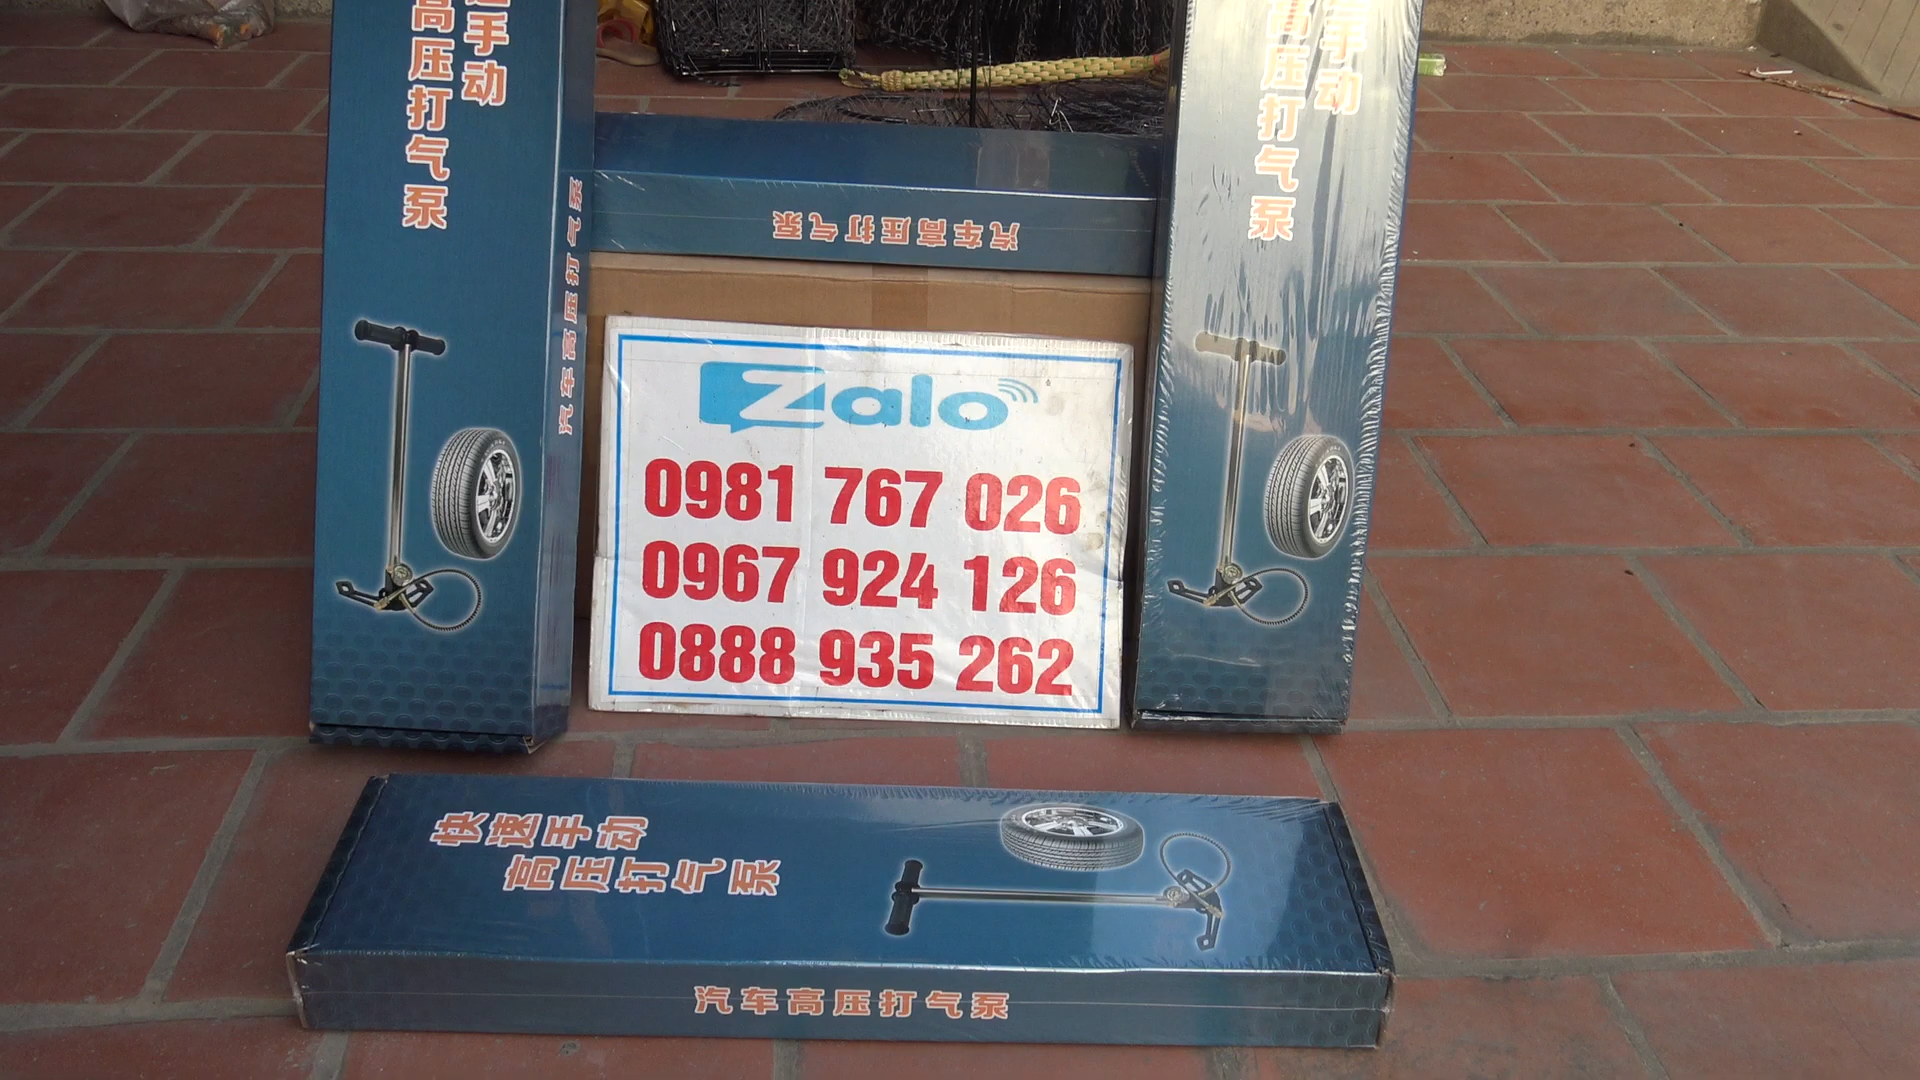 速手动
高压打气泵
汽车高压打气泵
汽车高压打气泵
手动
高压打气泵
Zalo
0981 767 026
0967 924 126
0888 935 262
快速手动
高压打气泵
汽车高压打气泵